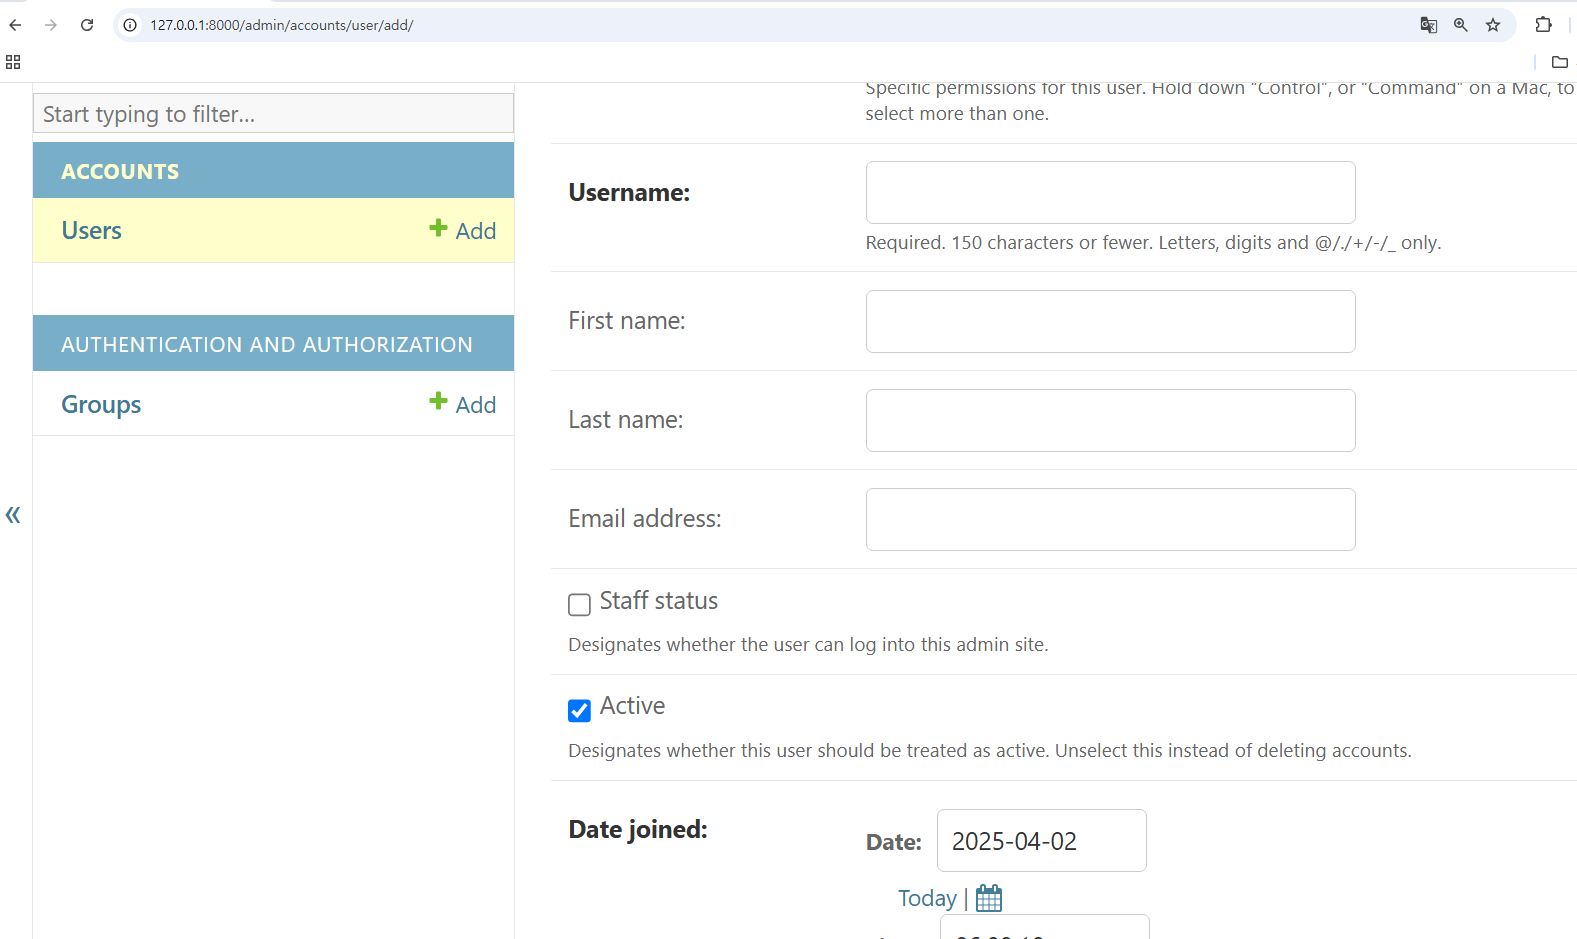 127.0.0.1:8000/admin/accounts/user/add/
Start typing to filter...
ACCOUNTS
Users
Add
AUTHENTICATION AND AUTHORIZATION
Groups
Add
«
Specific permissions for this user. Hold down “Control”, or “Command” on a Mac, to
select more than one.
Username:
Required. 150 characters or fewer. Letters, digits and @/./+/-/_ only.
First name:
Last name:
Email address:
Staff status
Designates whether the user can log into this admin site.
Active
Designates whether this user should be treated as active. Unselect this instead of deleting accounts.
Date joined:
Date: 2025-04-02
Today |